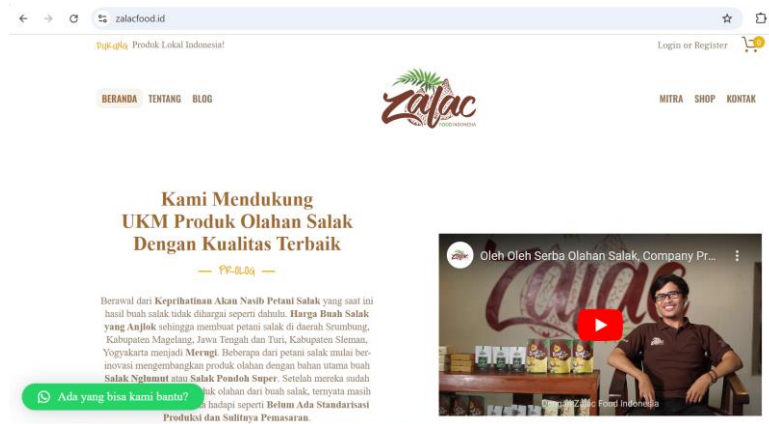 zalacfood.id
Dukung Produk Lokal Indonesia!
Login or Register
0
BERANDA TENTANG BLOG
Zalac
FOOD INDONESIA
MITRA SHOP KONTAK
Kami Mendukung
UKM Produk Olahan Salak
Dengan Kualitas Terbaik
PROLOG
Berawal dari Keprihatinan Akan Nasib Petani Salak yang saat ini
hasil buah salak tidak dihargai seperti dahulu. Harga Buah Salak
yang Anjlok sehingga membuat petani salak di daerah Srumbung,
Kabupaten Magelang, Jawa Tengah dan Turi, Kabupaten Sleman,
Yogyakarta menjadi Merugi. Beberapa dari petani salak mulai ber-
inovasi mengembangkan produk olahan dengan bahan utama buah
Salak Nglumut atau Salak Pondoh Super. Setelah mereka sudah
uk olahan dari buah salak, ternyata masih
hadapi seperti Belum Ada Standarisasi
Produksi dan Sulitnya Pemasaran.
Ada yang bisa kami bantu?
Oleh Oleh Serba Olahan Salak, Company Pr...
Zalac
Dengan Zalac Food Indonesia